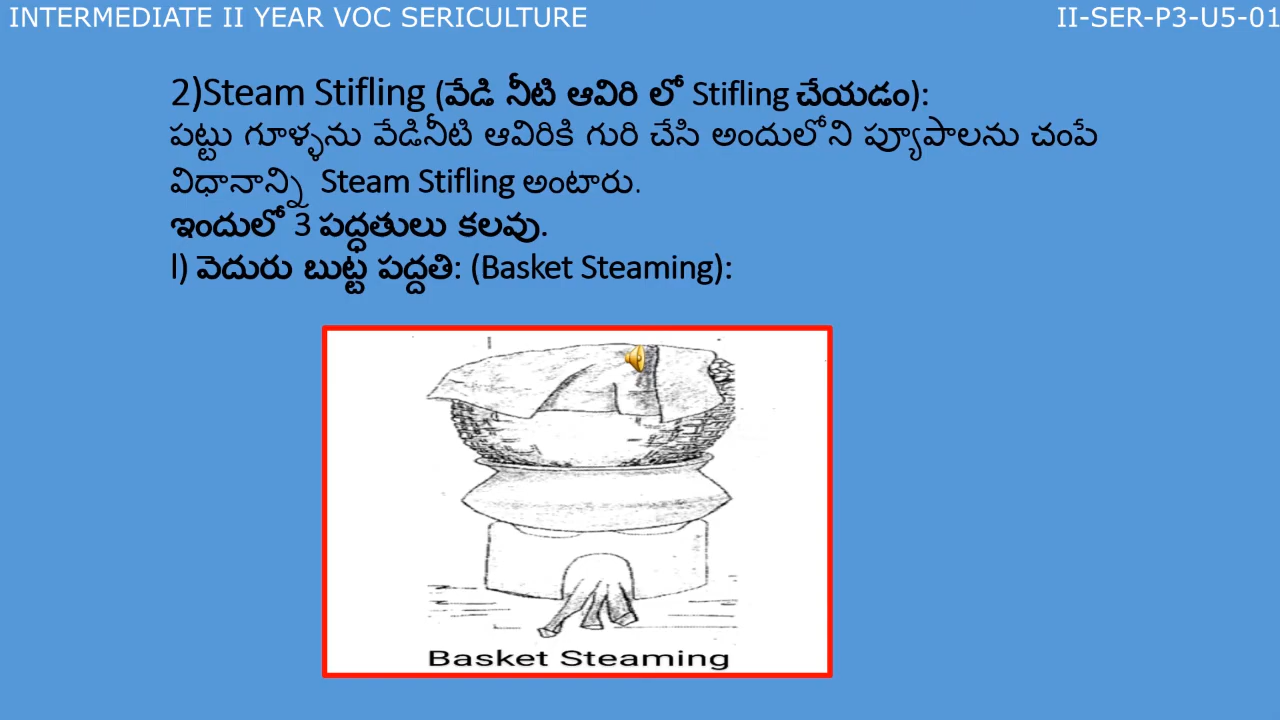 INTERMEDIATE II YEAR VOC SERICULTURE
II-SER-P3-U5-01
2)Steam Stifling (వేడి నీటి ఆవిరి లో Stifling చేయడం):
పట్టు గూళ్ళను వేడినీటి ఆవిరికి గురి చేసి అందులోని ప్యూపాలను చంపే
విధానాన్ని Steam Stifling అంటారు.
ఇందులో 3 పద్ధతులు కలవు.
l) వెదురు బుట్ట పద్దతి: (Basket Steaming):
Basket Steaming